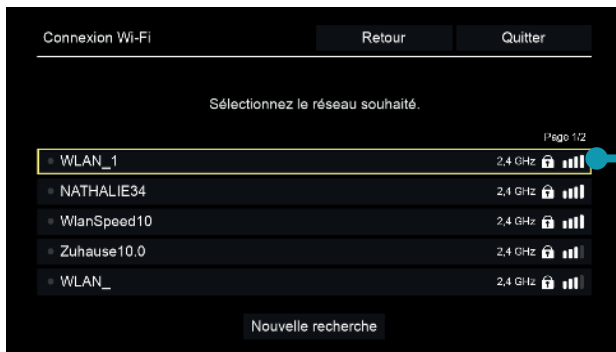 Connexion Wi-Fi Retour Quitter
Sélectionnez le réseau souhaité.
Page 1/2
WLAN_1 2,4 GHz
NATHALIE34 2,4 GHz
WlanSpeed10 2,4 GHz
Zuhause10.0 2,4 GHz
WLAN_ 2,4 GHz
Nouvelle recherche